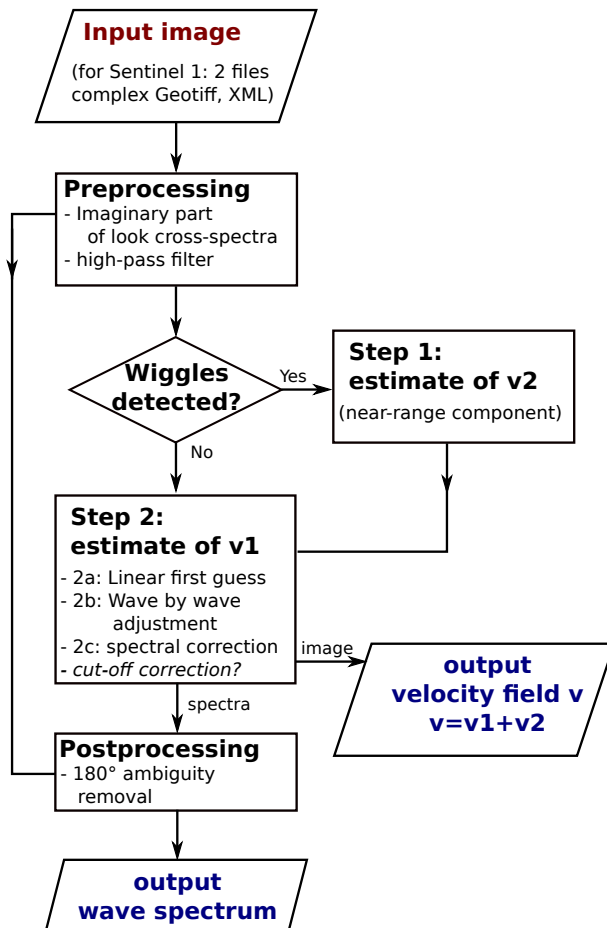 Input image
(for Sentinel 1: 2 files
complex Geotiff, XML)
Preprocessing
- Imaginary part
of look cross-spectra
- high-pass filter
Wiggles
detected?
Yes
No
Step 1:
estimate of v2
(near-range component)
Step 2:
estimate of v1
- 2a: Linear first guess
- 2b: Wave by wave
adjustment
- 2c: spectral correction
- cut-off correction?
image
output
velocity field v
v=v1+v2
spectra
Postprocessing
- 180° ambiguity
removal
output
wave spectrum